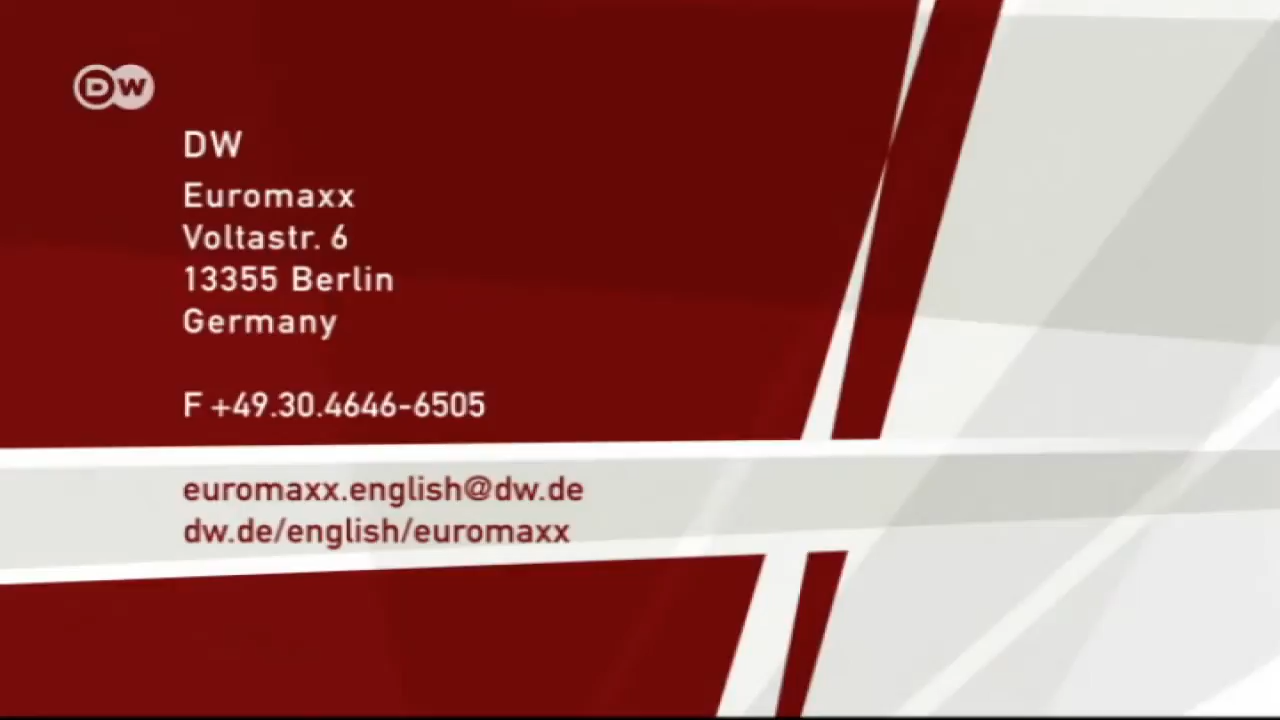 DW
DW
Euromaxx
Voltastr. 6
13355 Berlin
Germany
F +49.30.4646-6505
euromaxx.english@dw.de
dw.de/english/euromaxx